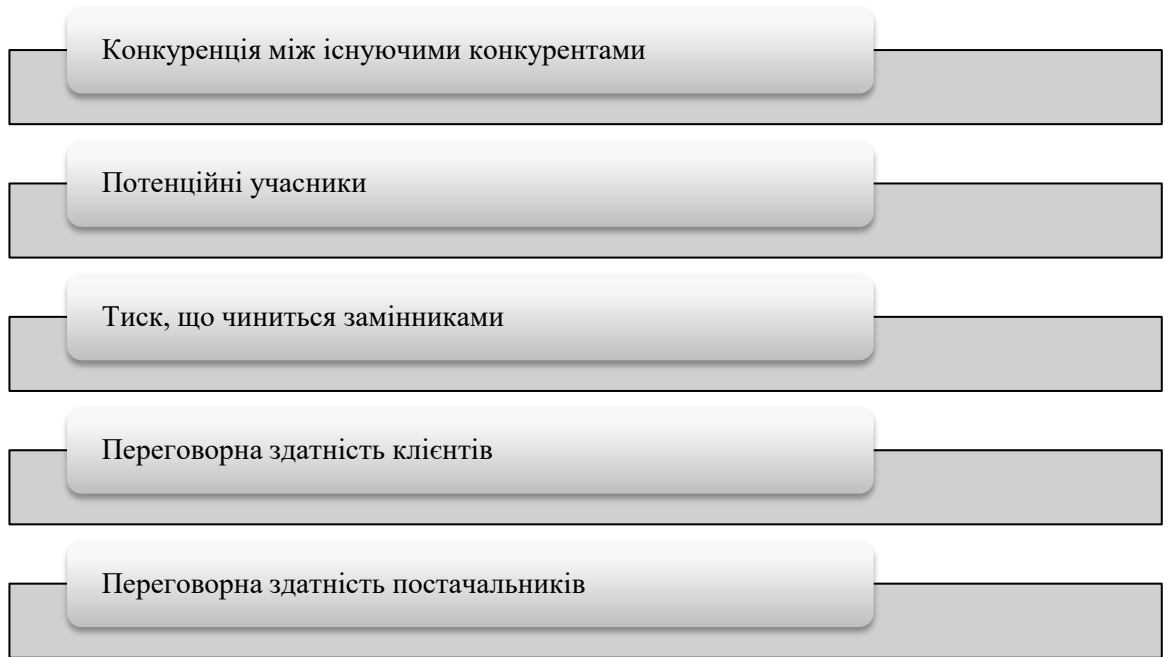 Конкуренція між існуючими конкурентами
Потенційні учасники
Тиск, що чиниться замінниками
Переговорна здатність клієнтів
Переговорна здатність постачальників